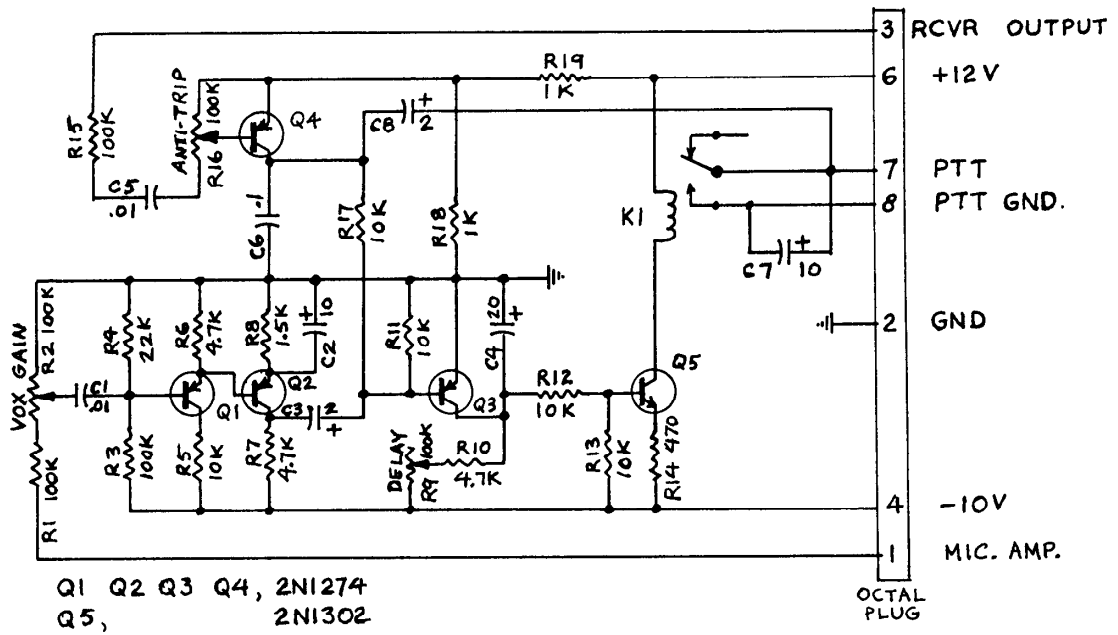 3 RCVR OUTPUT
R19
1K
6 +12V
R15
100K
ANTI-TRIP
R16 100K
Q4
C8
+
2
C5
.01
7 PTT
8 PTT GND.
.1
C6
R17
10K
R18
1K
K1
C7
+
10
VOX GAIN
R2 100K
R4
22K
R6
4.7K
R8
1.5K
+
10
C2
R11
10K
20
+
C4
2 GND
C1
.01
Q1
Q2
C3
2
+
Q3
R12
10K
Q5
R1 100K
R3
100K
R5
10K
R7
4.7K
DELAY
R9 100K
R10
4.7K
R13
10K
R14 470
4 -10V
1 MIC. AMP.
Q1 Q2 Q3 Q4, 2N1274
Q5, 2N1302
OCTAL
PLUG